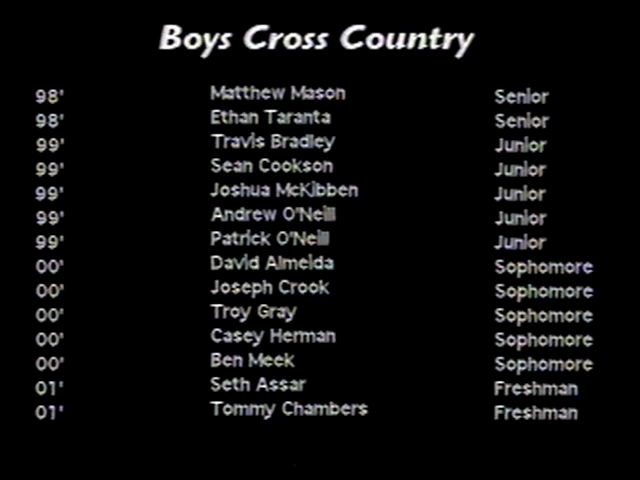 Boys Cross Country
98' Matthew Mason Senior
98' Ethan Taranta Senior
99' Travis Bradley Junior
99' Sean Cookson Junior
99' Joshua McKibben Junior
99' Andrew O'Neill Junior
99' Patrick O'Neill Junior
00' David Almeida Sophomore
00' Joseph Crook Sophomore
00' Troy Gray Sophomore
00' Casey Herman Sophomore
00' Ben Meek Sophomore
01' Seth Assar Freshman
01' Tommy Chambers Freshman